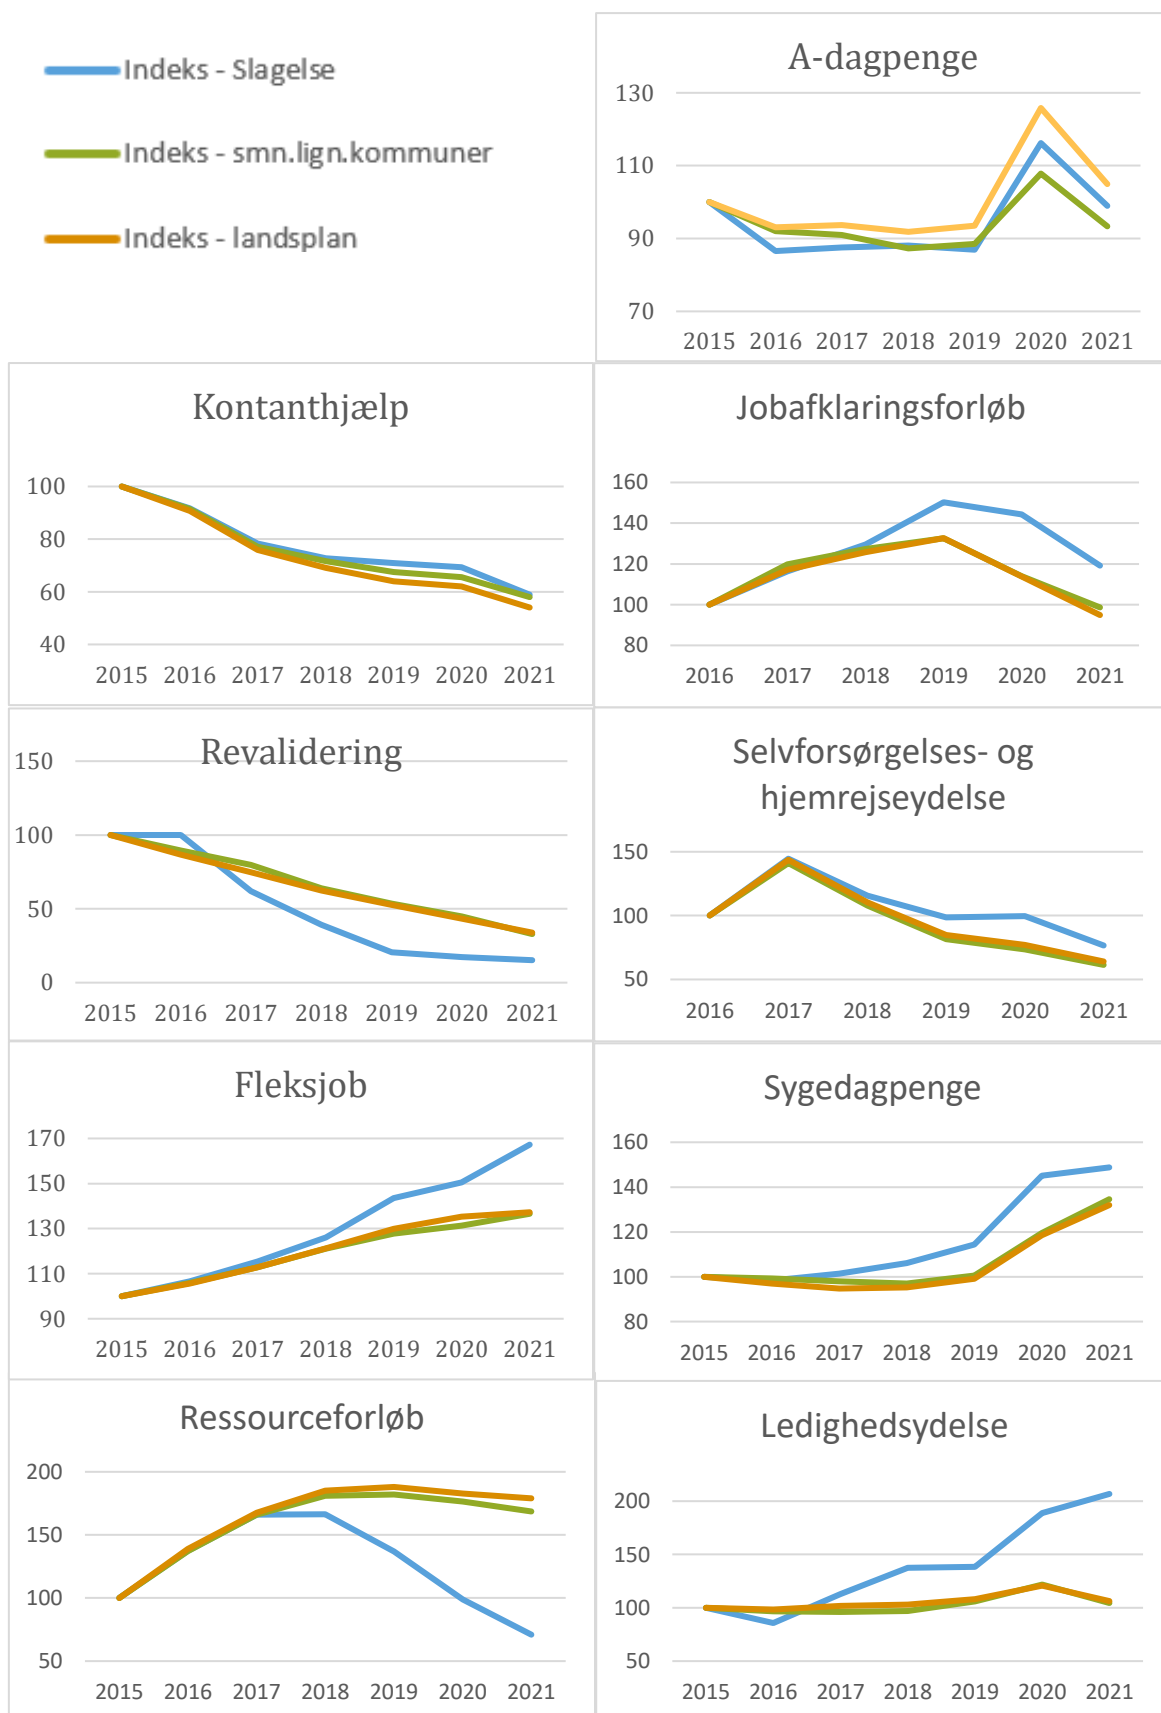 Indeks - Slagelse
Indeks - smn.lign.kommuner
Indeks - landsplan
A-dagpenge
130
110
90
70
2015 2016 2017 2018 2019 2020 2021
Kontanthjælp
100
80
60
40
2015 2016 2017 2018 2019 2020 2021
Jobafklaringsforløb
160
140
120
100
80
2016 2017 2018 2019 2020 2021
Revalidering
150
100
50
0
2015 2016 2017 2018 2019 2020 2021
Selvforsørgelses- og
hjemrejseydelse
150
100
50
2016 2017 2018 2019 2020 2021
Fleksjob
170
150
130
110
90
2015 2016 2017 2018 2019 2020 2021
Sygedagpenge
160
140
120
100
80
2015 2016 2017 2018 2019 2020 2021
Ressourceforløb
200
150
100
50
2015 2016 2017 2018 2019 2020 2021
Ledighedsydelse
200
150
100
50
2015 2016 2017 2018 2019 2020 2021